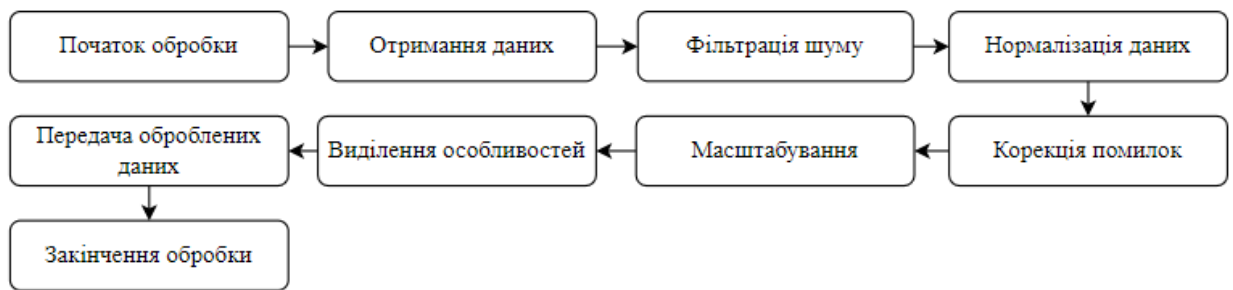 Початок обробки
Отримання даних
Фільтрація шуму
Нормалізація даних
Корекція помилок
Масштабування
Виділення особливостей
Передача оброблених
даних
Закінчення обробки